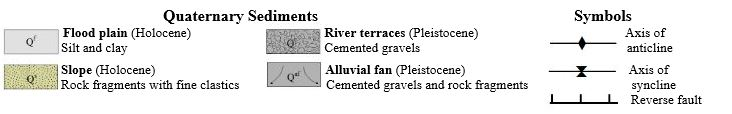 Quaternary Sediments
Symbols
Qf
Flood plain (Holocene)
Silt and clay
River terraces (Pleistocene)
Cemented gravels
Axis of
anticline
Slope (Holocene)
Rock fragments with fine clastics
Qaf
Alluvial fan (Pleistocene)
Cemented gravels and rock fragments
Axis of
syncline
Reverse fault